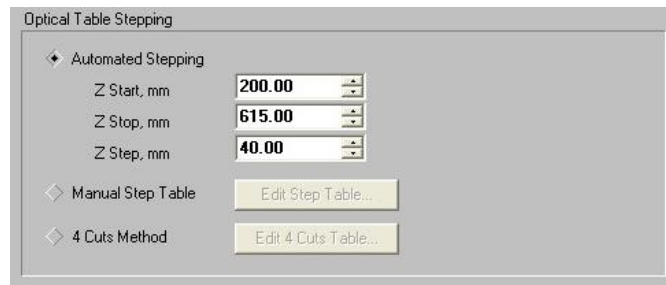 Optical Table Stepping
Automated Stepping
Z Start, mm 200.00
Z Stop, mm 615.00
Z Step, mm 40.00
Manual Step Table Edit Step Table...
4 Cuts Method Edit 4 Cuts Table...